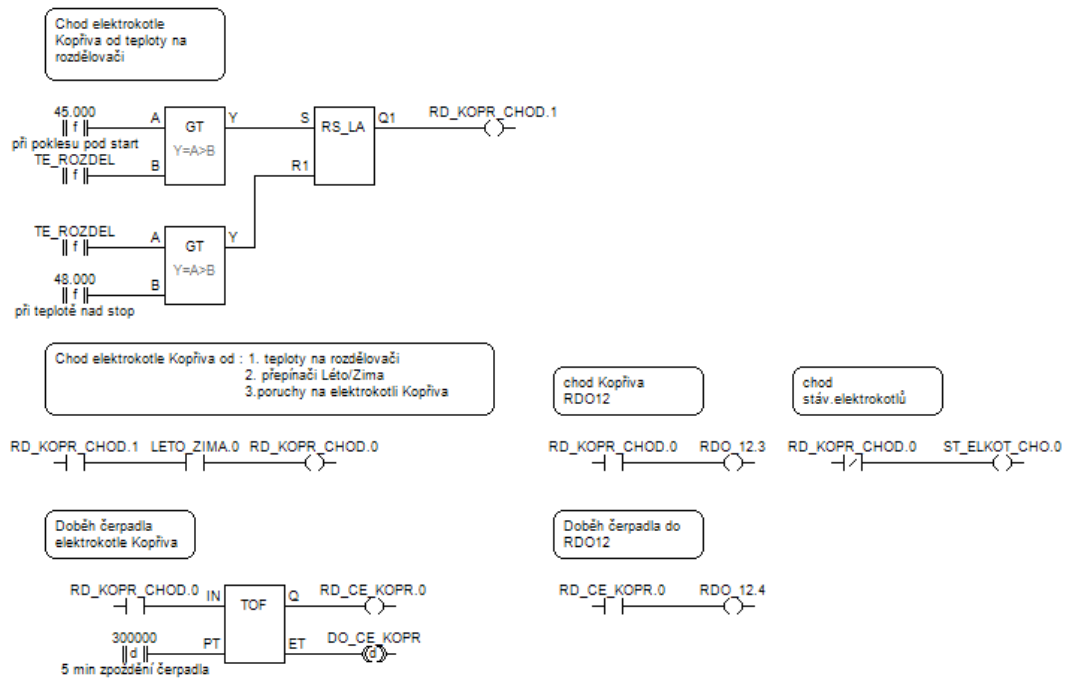 Chod elektrokotle
Kopřiva od teploty na
rozdělovači
45.000
f
A
GT
Y
Y=A>B
při poklesu pod start
TE_ROZDEL
f
B
S
RS_LA
Q1
R1
RD_KOPR_CHOD.1
TE_ROZDEL
f
A
GT
Y
Y=A>B
48.000
f
B
při teplotě nad stop
Chod elektrokotle Kopřiva od : 1. teploty na rozdělovači
2. přepínači Léto/Zima
3.poruchy na elektrokotli Kopřiva
chod Kopřiva
RDO12
chod
stáv.elektrokotlů
RD_KOPR_CHOD.1 LETO_ZIMA.0 RD_KOPR_CHOD.0
RD_KOPR_CHOD.0 RDO_12.3
RD_KOPR_CHOD.0 ST_ELKOT_CHO.0
Doběh čerpadla
elektrokotle Kopřiva
Doběh čerpadla do
RDO12
RD_KOPR_CHOD.0 IN TOF Q RD_CE_KOPR.0
300000 PT ET DO_CE_KOPR
d d
5 min zpoždění čerpadla
RD_CE_KOPR.0 RDO_12.4